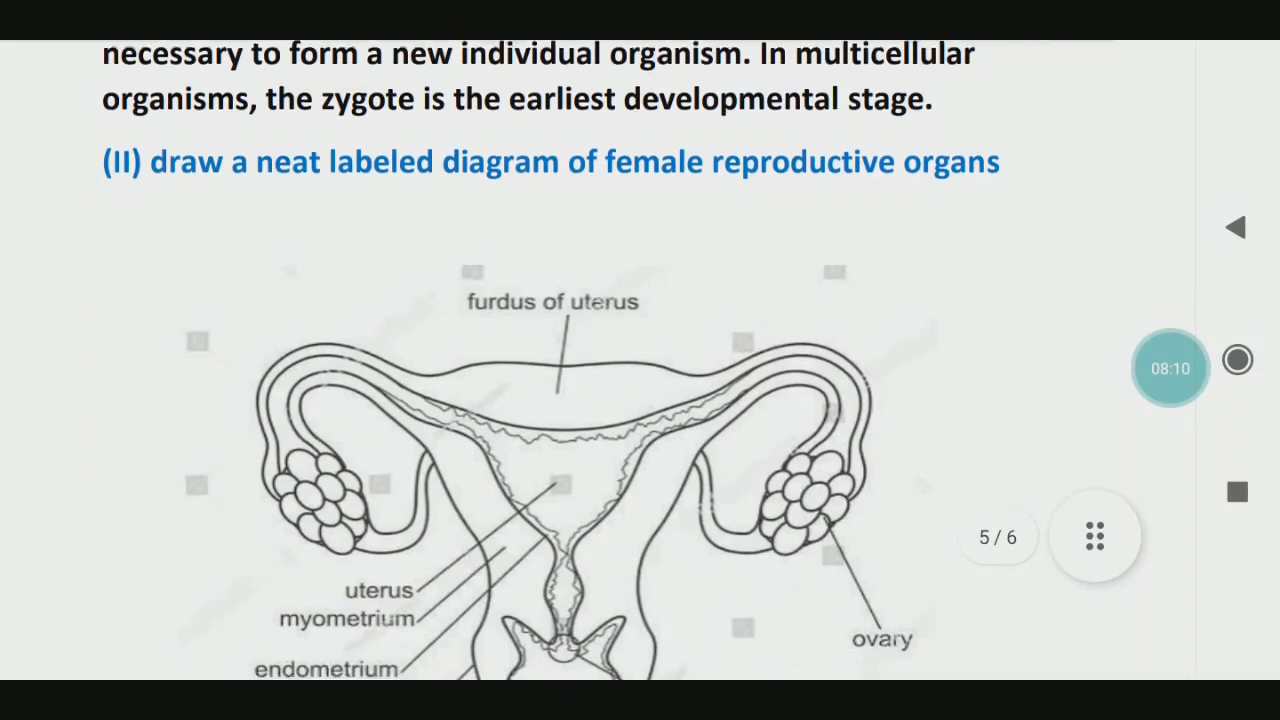 necessary to form a new individual organism. In multicellular
organisms, the zygote is the earliest developmental stage.
(II) draw a neat labeled diagram of female reproductive organs
furdus of uterus
08:10
5 / 6
uterus
myometrium
ovary
endometrium